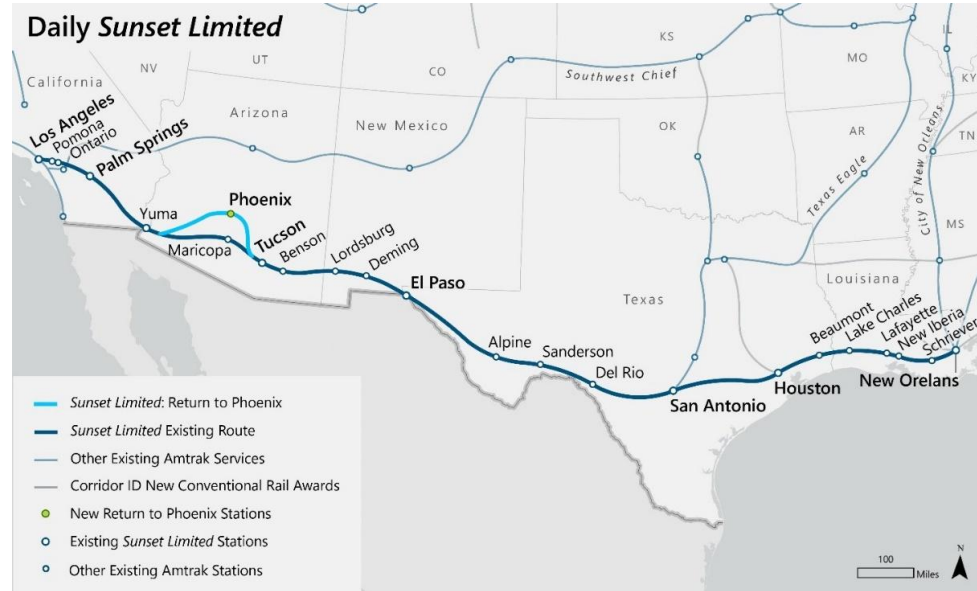 Daily Sunset Limited
NV
UT
CO
KS
MO
IL
KY
California
Southwest Chief
Arizona
New Mexico
OK
AR
TN
City of New Orleans
Texas Eagle
MS
Los Angeles
Pomona
Ontario
Palm Springs
Phoenix
Yuma
Maricopa
Tucson
Benson
Lordsburg
Deming
El Paso
Texas
Louisiana
Alpine
Sanderson
Del Rio
San Antonio
Houston
Beaumont
Lake Charles
Lafayette
New Iberia
Schriever
New Orelans
Sunset Limited: Return to Phoenix
Sunset Limited Existing Route
Other Existing Amtrak Services
Corridor ID New Conventional Rail Awards
New Return to Phoenix Stations
Existing Sunset Limited Stations
Other Existing Amtrak Stations
100
Miles
N